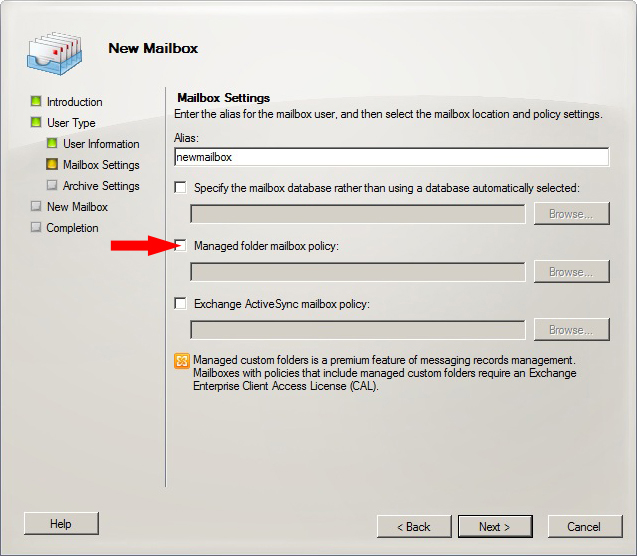 New Mailbox
Introduction
User Type
User Information
Mailbox Settings
Archive Settings
New Mailbox
Completion
Mailbox Settings
Enter the alias for the mailbox user, and then select the mailbox location and policy settings.
Alias:
newmailbox
Specify the mailbox database rather than using a database automatically selected:
Browse...
Managed folder mailbox policy:
Browse...
Exchange ActiveSync mailbox policy:
Browse...
Managed custom folders is a premium feature of messaging records management.
Mailboxes with policies that include managed custom folders require an Exchange
Enterprise Client Access License (CAL).
Help
< Back
Next >
Cancel